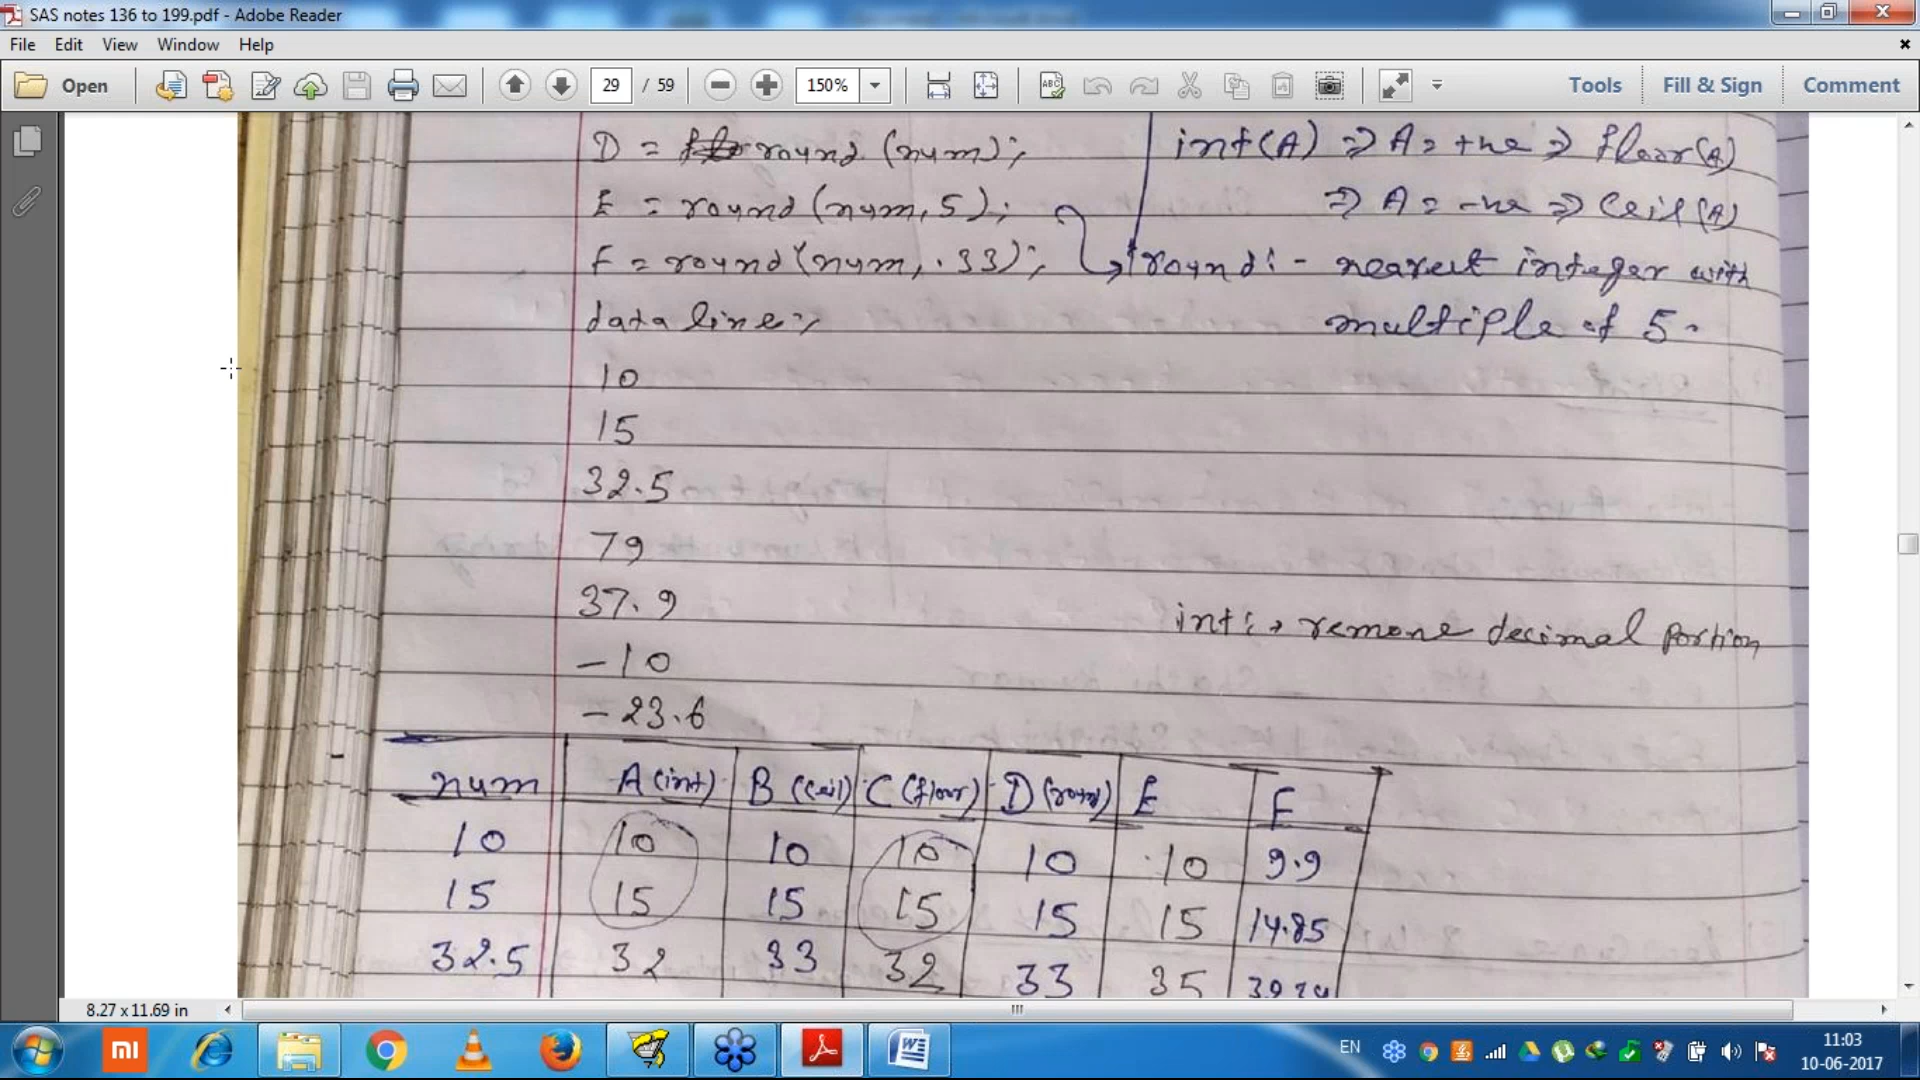 SAS notes 136 to 199.pdf - Adobe Reader
File Edit View Window Help
Open 29 / 59 150% Tools Fill & Sign Comment
D = round (num);
E = round (num, 5);
F = round (num, .33);
data line;
int(A) ⇒ A = +ve ⇒ floor(A)
⇒ A = -ve ⇒ Ceil(A)
round :- nearest integer with
multiple of 5.
10
15
32.5
79
37.9
-10
-23.6
int: → remove decimal portion
num A (int) B (Ceil) C (floor) D (round) E F
10 10 10 10 10 10 9.9
15 15 15 15 15 15 14.85
32.5 32 33 32 33 35
8.27 x 11.69 in
EN 11:03
10-06-2017